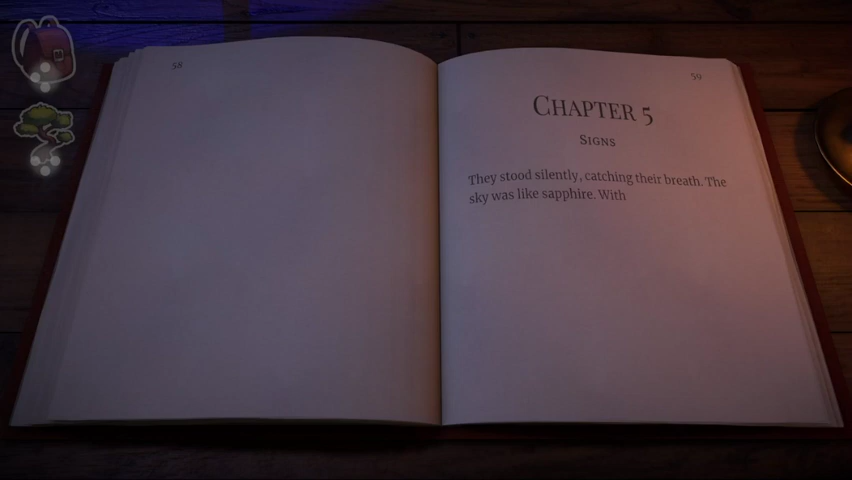 58
59
Chapter 5
Signs
They stood silently, catching their breath. The
sky was like sapphire. With